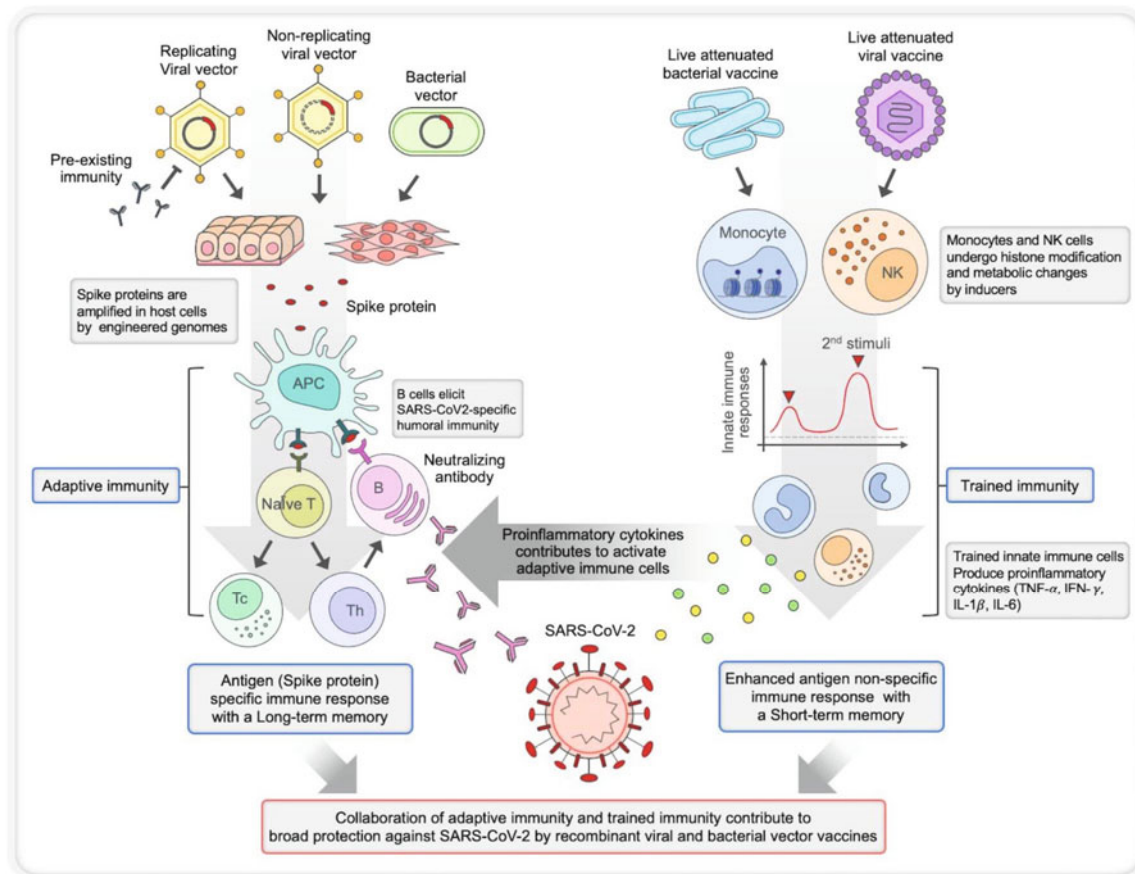 Replicating
Viral vector
Non-replicating
viral vector
Bacterial
vector
Pre-existing
immunity
Live attenuated
bacterial vaccine
Live attenuated
viral vaccine
Monocyte
NK
Monocytes and NK cells
undergo histone modification
and metabolic changes
by inducers
Spike proteins are
amplified in host cells
by engineered genomes
Spike protein
APC
B cells elicit
SARS-CoV2-specific
humoral immunity
2nd stimuli
Innate immune
responses
Adaptive immunity
Naïve T
B
Neutralizing
antibody
Tc
Th
Proinflammatory cytokines
contributes to activate
adaptive immune cells
Trained immunity
Trained innate immune cells
Produce proinflammatory
cytokines (TNF-α, IFN-γ,
IL-1β, IL-6)
SARS-CoV-2
Antigen (Spike protein)
specific immune response
with a Long-term memory
Enhanced antigen non-specific
immune response with
a Short-term memory
Collaboration of adaptive immunity and trained immunity contribute to
broad protection against SARS-CoV-2 by recombinant viral and bacterial vector vaccines